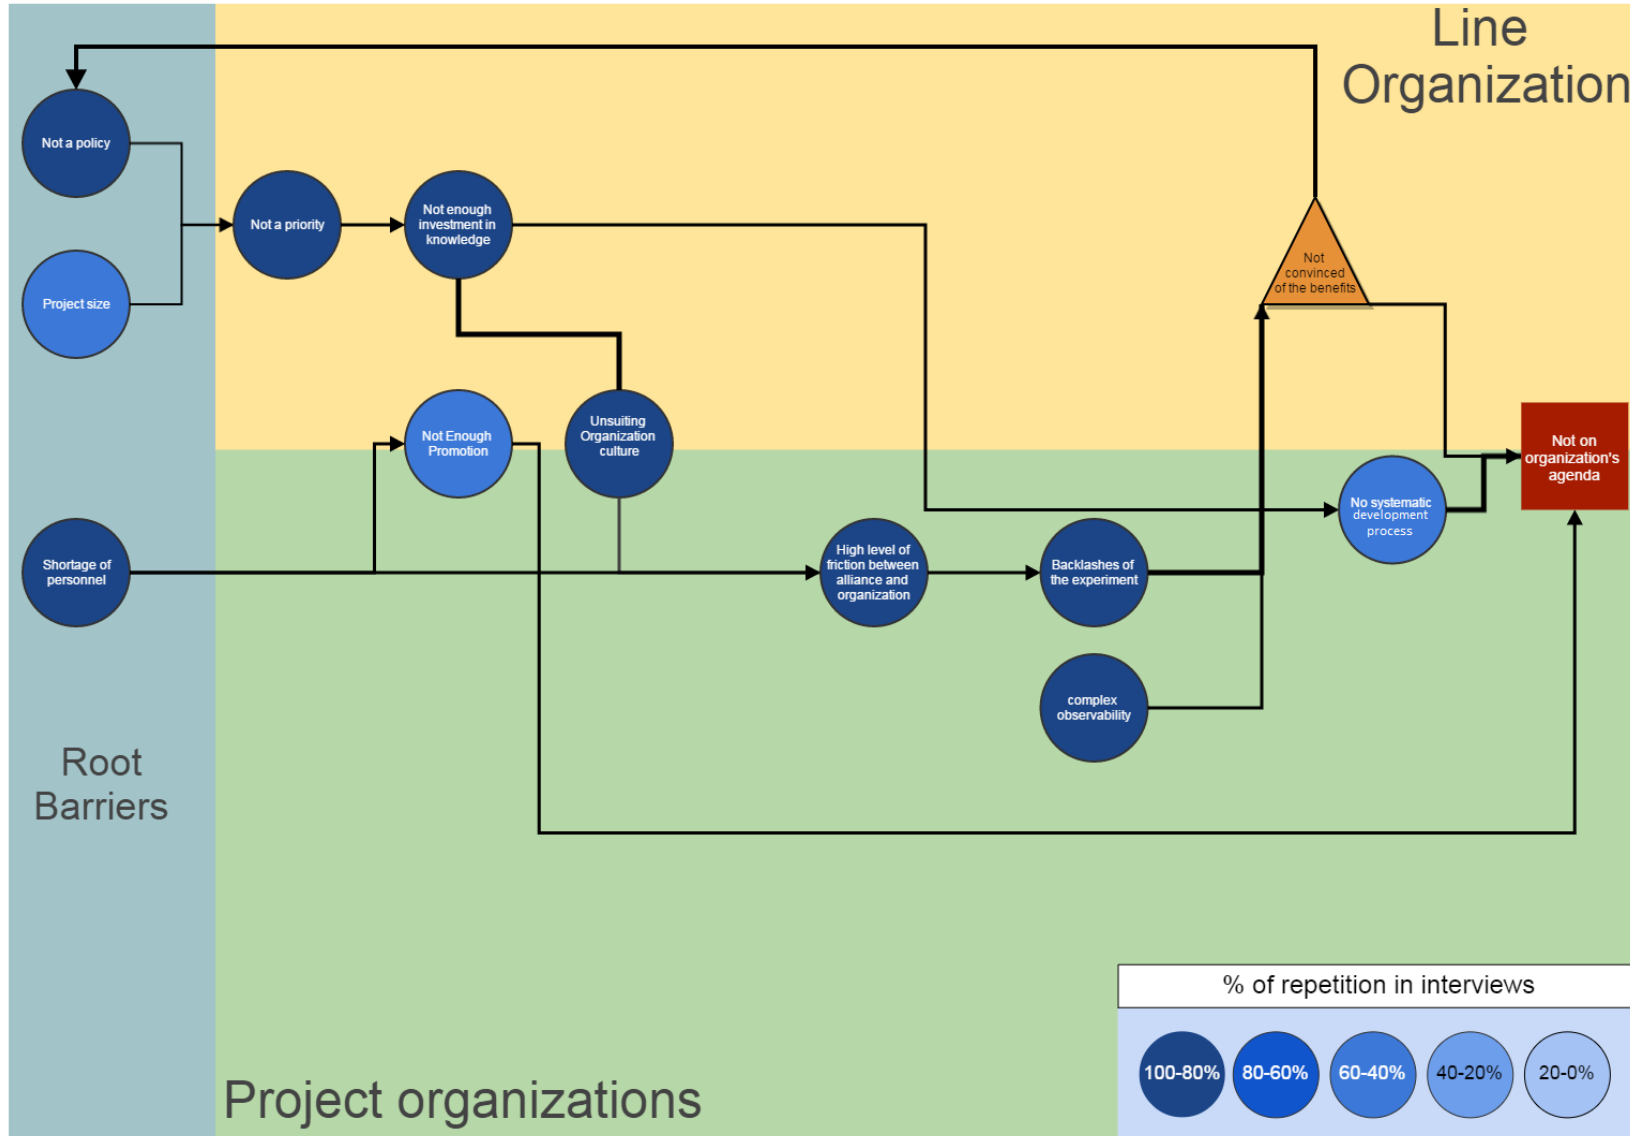 Line
Organization
Not a policy
Project size
Not a priority
Not enough
investment in
knowledge
Not
convinced
of the benefits
Not Enough
Promotion
Unsuiting
Organization
culture
Not on
organization's
agenda
No systematic
development
process
Shortage of
personnel
High level of
friction between
alliance and
organization
Backlashes of
the experiment
complex
observability
Root
Barriers
Project organizations
% of repetition in interviews
100-80%
80-60%
60-40%
40-20%
20-0%